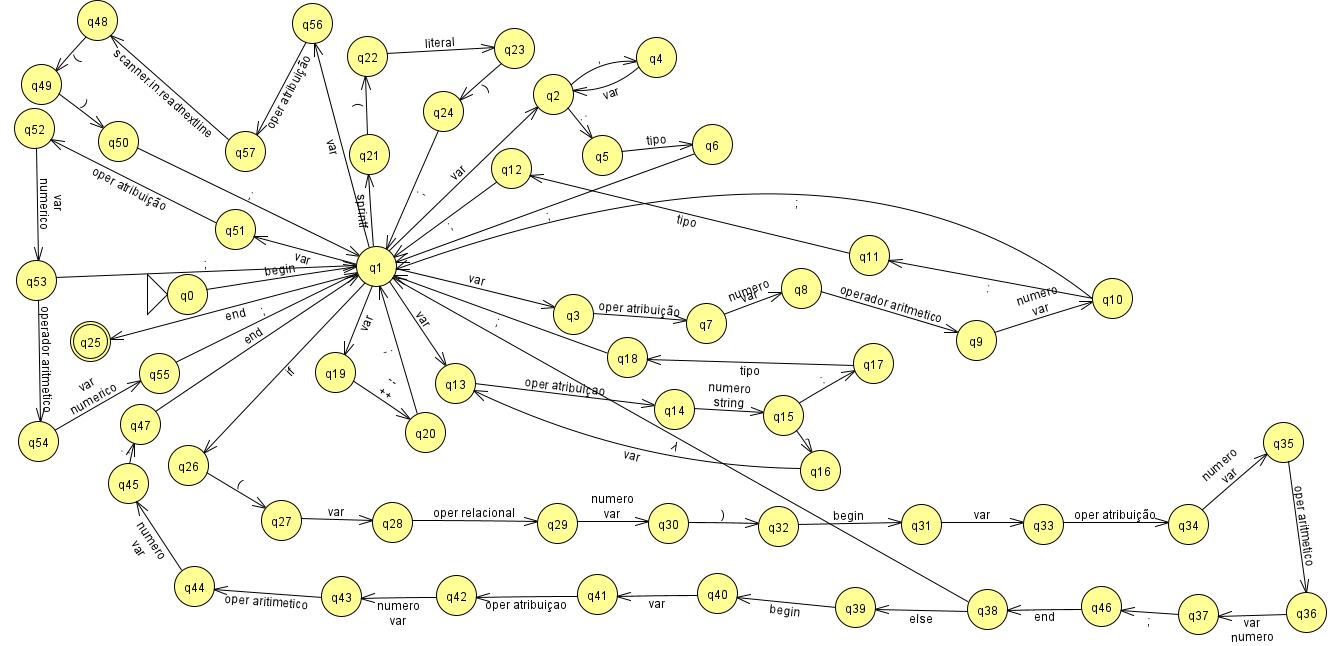 q48
q56
q22
literal
q23
q4
(
,
q49
scanner.in.readnextline
oper atribuição
)
q2
var
)
q52
q50
q57
var
(
q24
:
q5
tipo
q6
q21
q12
var
var
numerico
oper atribuição
;
q51
sprintf
;
;
;
;
tipo
q11
q53
;
var
begin
q1
q0
var
:
numero
var
q10
end
q25
;
end
var
var
q3
oper atribuição
q7
numero
var
q8
operador aritmetico
q9
operador aritmetico
q55
var
numerico
if
q19
;
++
--
q13
;
q18
tipo
:
q17
oper atribuiçao
q14
numero
string
q15
,
q54
q47
q20
λ
var
q16
q26
q45
;
(
q27
var
q28
oper relacional
q29
numero
var
q30
)
q32
begin
q31
var
q33
oper atribuição
q34
numero
var
q35
oper aritmetico
numero
var
q44
oper aritimetico
q43
numero
var
q42
oper atribuiçao
q41
var
q40
begin
q39
else
q38
end
q46
;
q37
var
numero
q36